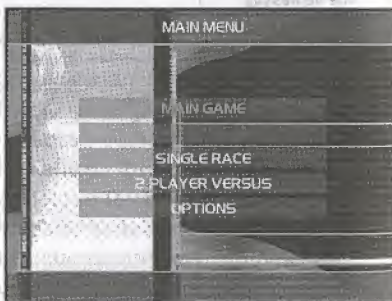 MAIN MENU
MAIN GAME
SINGLE RACE
2 PLAYER VERSUS
OPTIONS